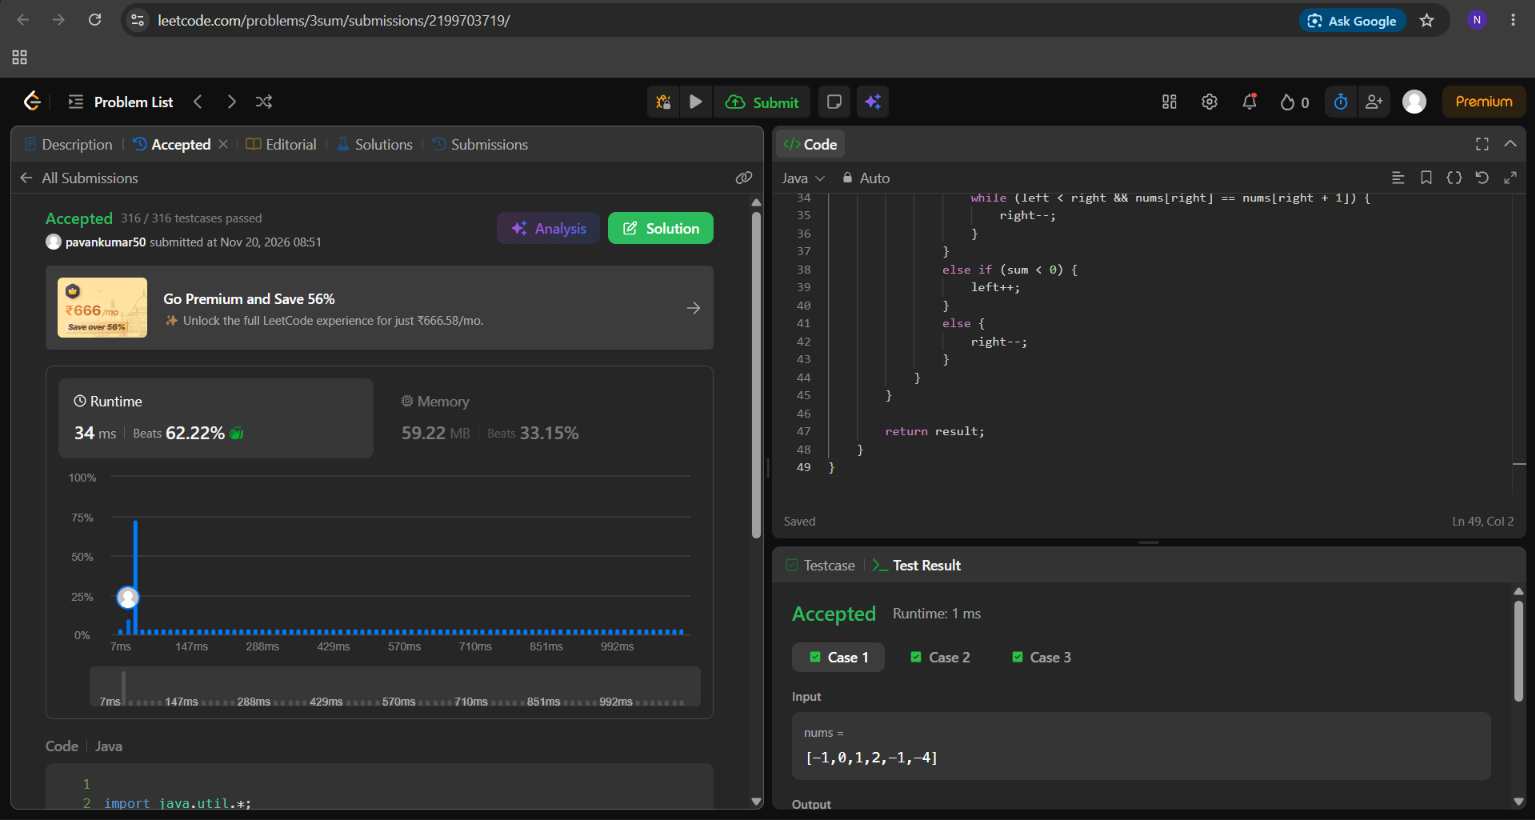 leetcode.com/problems/3sum/submissions/2199703719/
Ask Google
N
Problem List
Submit
0
Premium
Description
Accepted
Editorial
Solutions
Submissions
All Submissions
Accepted 316 / 316 testcases passed
pavankumar50 submitted at Nov 20, 2026 08:51
Analysis
Solution
₹666/mo
Save over 56%
Go Premium and Save 56%
✨ Unlock the full LeetCode experience for just ₹666.58/mo.
Runtime
34 ms | Beats 62.22%
Memory
59.22 MB | Beats 33.15%
100%
75%
50%
25%
0%
7ms 147ms 288ms 429ms 570ms 710ms 851ms 992ms
7ms 147ms 288ms 429ms 570ms 710ms 851ms 992ms
Code | Java
1
2 import java.util.*;
</> Code
Java
Auto
34 while (left < right && nums[right] == nums[right + 1]) {
35 right--;
36 }
37 }
38 else if (sum < 0) {
39 left++;
40 }
41 else {
42 right--;
43 }
44 }
45 }
46
47 return result;
48 }
49 }
Saved
Ln 49, Col 2
Testcase
>_ Test Result
Accepted Runtime: 1 ms
Case 1
Case 2
Case 3
Input
nums =
[-1,0,1,2,-1,-4]
Output